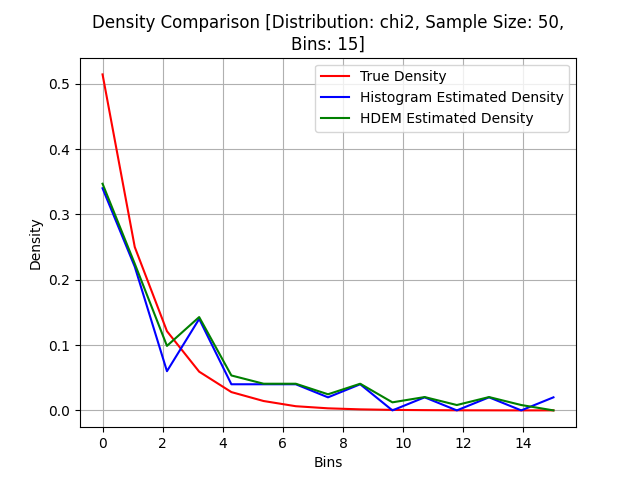 Density Comparison [Distribution: chi2, Sample Size: 50,
Bins: 15]
True Density
Histogram Estimated Density
HDEM Estimated Density
Density
0.5
0.4
0.3
0.2
0.1
0.0
0 2 4 6 8 10 12 14
Bins